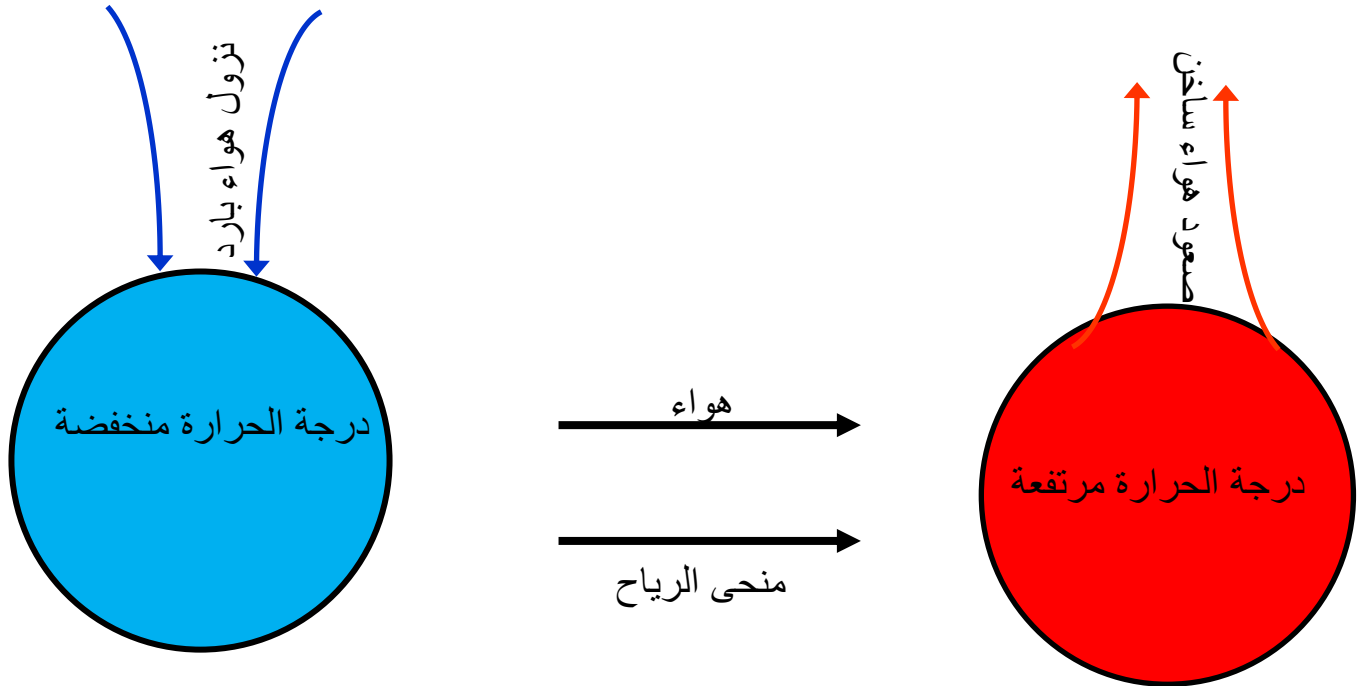 نزول هواء بارد
صعود هواء ساخن
هواء
درجة الحرارة منخفضة
درجة الحرارة مرتفعة
منحى الرياح